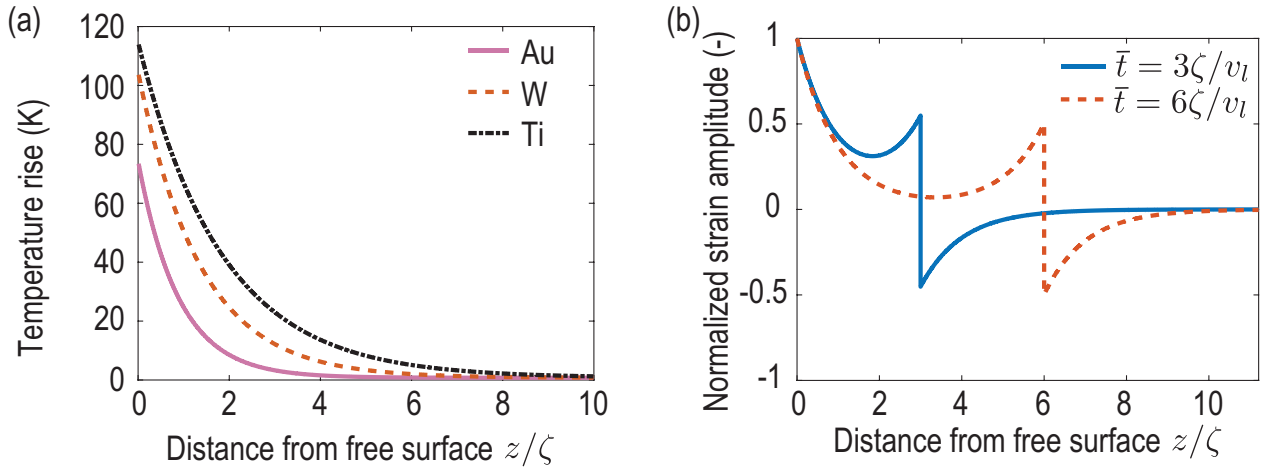 (a)
Temperature rise (K)
120
100
80
60
40
20
0
0 2 4 6 8 10
Distance from free surface z/ζ
Au
W
Ti
(b)
Normalized strain amplitude (-)
1
0.5
0
-0.5
-1
0 2 4 6 8 10
Distance from free surface z/ζ
t̄ = 3ζ/v_l
t̄ = 6ζ/v_l